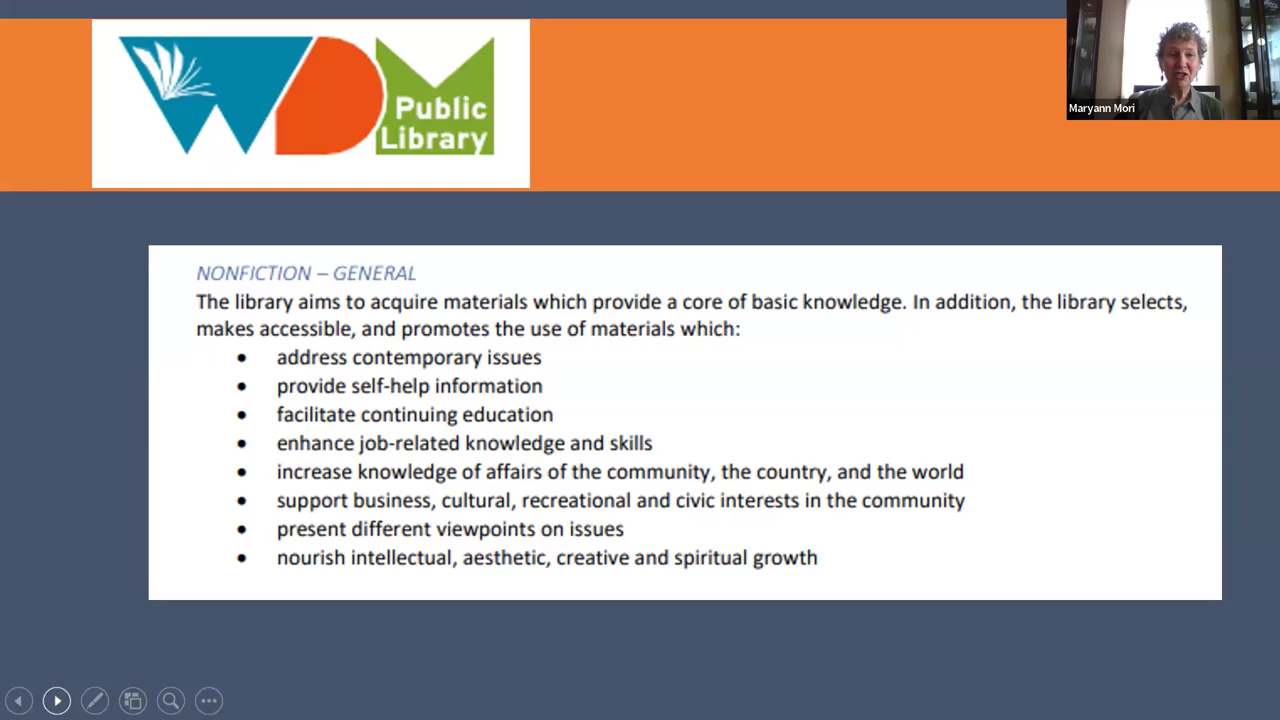 WDM
Public
Library
Maryann Mori
NONFICTION – GENERAL
The library aims to acquire materials which provide a core of basic knowledge. In addition, the library selects,
makes accessible, and promotes the use of materials which:
• address contemporary issues
• provide self-help information
• facilitate continuing education
• enhance job-related knowledge and skills
• increase knowledge of affairs of the community, the country, and the world
• support business, cultural, recreational and civic interests in the community
• present different viewpoints on issues
• nourish intellectual, aesthetic, creative and spiritual growth